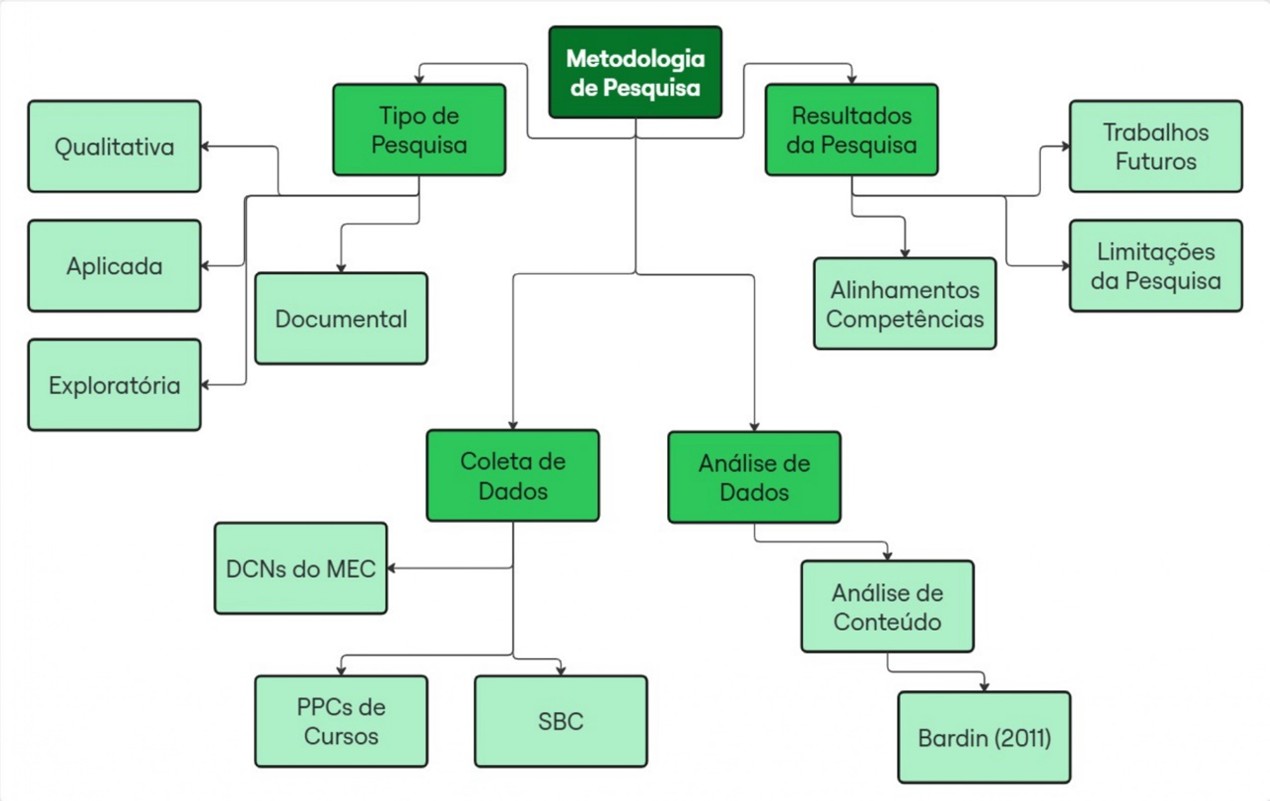 Metodologia
de Pesquisa
Tipo de
Pesquisa
Resultados
da Pesquisa
Qualitativa
Trabalhos
Futuros
Aplicada
Limitações
da Pesquisa
Documental
Alinhamentos
Competências
Exploratória
Coleta de
Dados
Análise de
Dados
DCNs do MEC
Análise de
Conteúdo
PPCs de
Cursos
SBC
Bardin (2011)